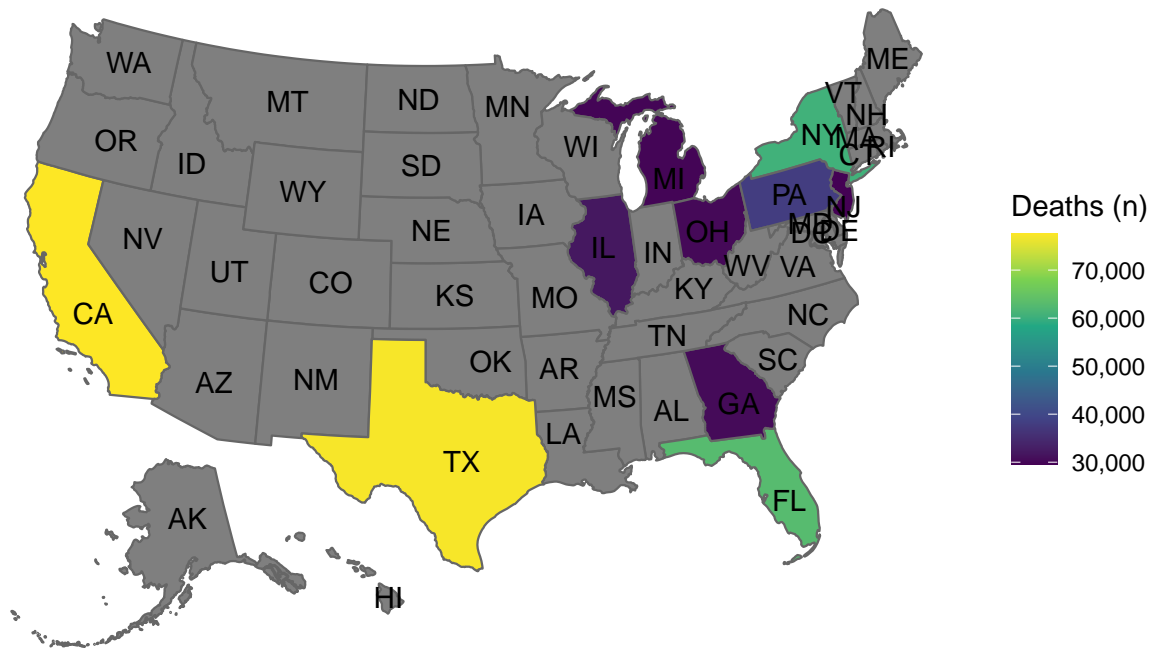 WA
MT
ND
MN
ME
VT
NH
OR
ID
SD
WI
NY
MA
RI
CT
WY
MI
PA
NJ
IA
NE
OH
MD
DC
DE
NV
UT
CO
IL
IN
WV
VA
KS
MO
KY
CA
NC
TN
OK
AR
SC
AZ
NM
MS
AL
GA
LA
TX
FL
AK
HI
Deaths (n)
70,000
60,000
50,000
40,000
30,000